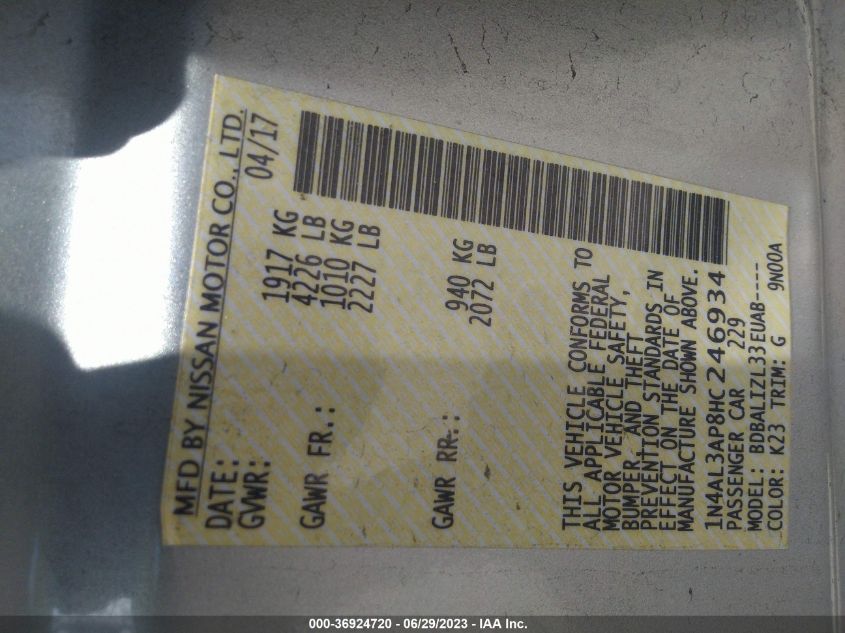 MFD BY NISSAN MOTOR CO., LTD.
DATE: 04/17
GVWR: 1917 KG
4226 LB
GAWR FR.: 1010 KG
2227 LB
GAWR RR.: 940 KG
2072 LB
THIS VEHICLE CONFORMS TO
ALL APPLICABLE FEDERAL
MOTOR VEHICLE SAFETY,
BUMPER, AND THEFT
PREVENTION STANDARDS IN
EFFECT ON THE DATE OF
MANUFACTURE SHOWN ABOVE.
1N4AL3AP8HC246934
PASSENGER CAR 229
MODEL: BDBALIZL33EUAB----
COLOR: K23 TRIM: G 9N00A
000-36924720 - 06/29/2023 - IAA Inc.